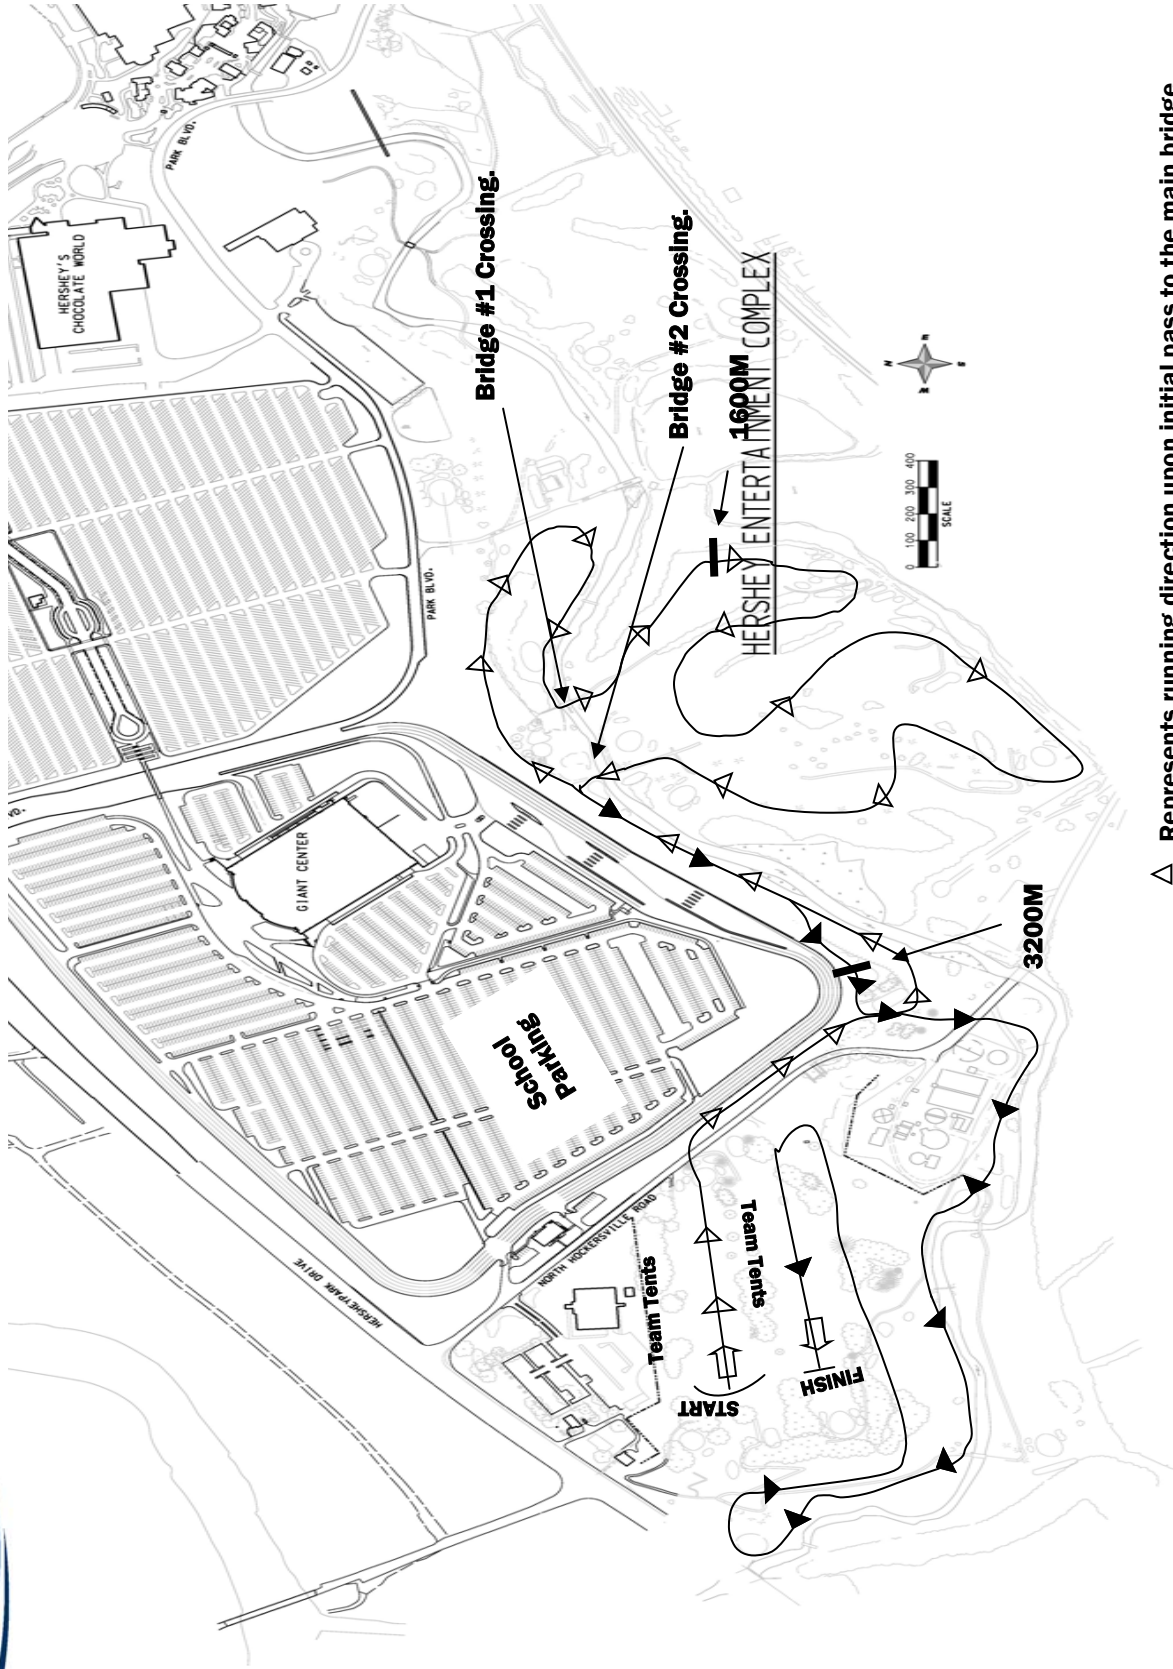 HERSHEY'S
CHOCOLATE WORLD
PARK BLVD.
PARK BLVD.
VD.
GIANT CENTER
School
Parking
HERSHEYPARK DRIVE
NORTH HOCKERSVILLE ROAD
Bridge #1 Crossing.
Bridge #2 Crossing.
1600M
HERSHEY ENTERTAINMENT COMPLEX
N
E
S
W
0 100 200 300 400
SCALE
3200M
Team Tents
Team Tents
START
FINISH
Represents running direction upon initial pass to the main bridge